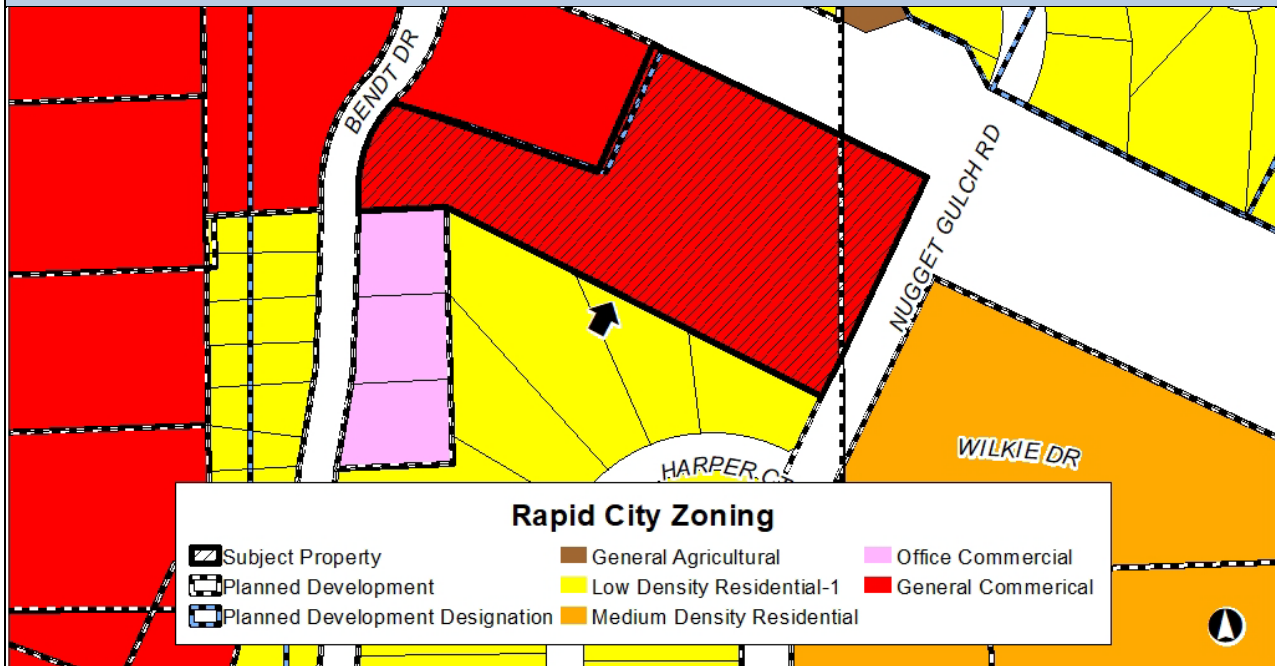 BENDT DR
NUGGET GULCH RD
WILKIE DR
HARPER CT
Rapid City Zoning
Subject Property
General Agricultural
Office Commercial
Planned Development
Low Density Residential-1
General Commerical
Planned Development Designation
Medium Density Residential